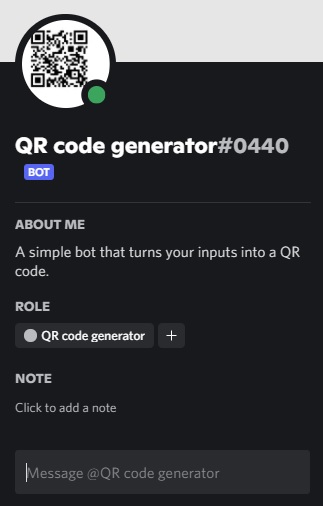 QR code generator#0440
BOT
ABOUT ME
A simple bot that turns your inputs into a QR
code.
ROLE
QR code generator +
NOTE
Click to add a note
Message @QR code generator